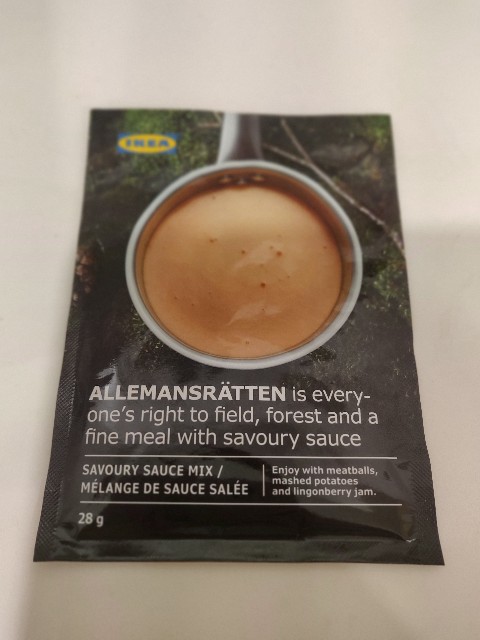 IKEA
ALLEMANSRÄTTEN is every-
one's right to field, forest and a
fine meal with savoury sauce
SAVOURY SAUCE MIX /
MÉLANGE DE SAUCE SALÉE
Enjoy with meatballs,
mashed potatoes
and lingonberry jam.
28 g